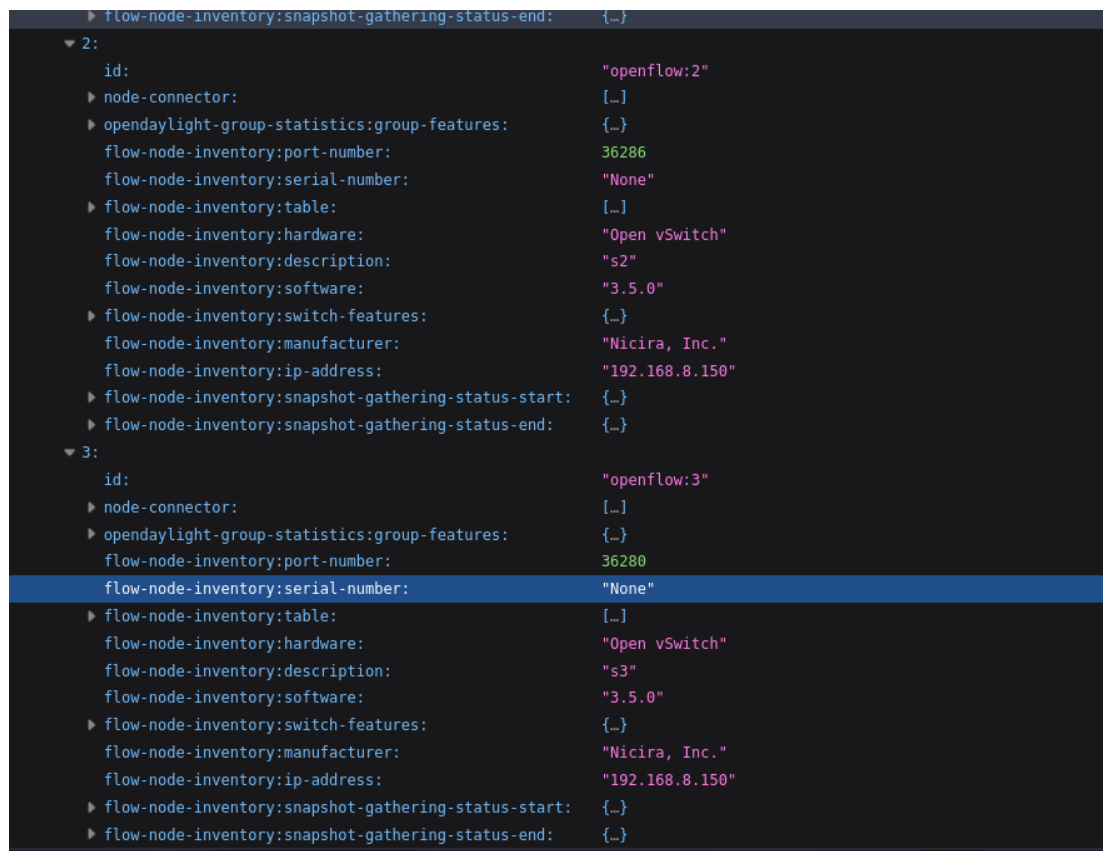 flow-node-inventory:snapshot-gathering-status-end: {…}
2:
id: "openflow:2"
node-connector: […]
opendaylight-group-statistics:group-features: {…}
flow-node-inventory:port-number: 36286
flow-node-inventory:serial-number: "None"
flow-node-inventory:table: […]
flow-node-inventory:hardware: "Open vSwitch"
flow-node-inventory:description: "s2"
flow-node-inventory:software: "3.5.0"
flow-node-inventory:switch-features: {…}
flow-node-inventory:manufacturer: "Nicira, Inc."
flow-node-inventory:ip-address: "192.168.8.150"
flow-node-inventory:snapshot-gathering-status-start: {…}
flow-node-inventory:snapshot-gathering-status-end: {…}
3:
id: "openflow:3"
node-connector: […]
opendaylight-group-statistics:group-features: {…}
flow-node-inventory:port-number: 36280
flow-node-inventory:serial-number: "None"
flow-node-inventory:table: […]
flow-node-inventory:hardware: "Open vSwitch"
flow-node-inventory:description: "s3"
flow-node-inventory:software: "3.5.0"
flow-node-inventory:switch-features: {…}
flow-node-inventory:manufacturer: "Nicira, Inc."
flow-node-inventory:ip-address: "192.168.8.150"
flow-node-inventory:snapshot-gathering-status-start: {…}
flow-node-inventory:snapshot-gathering-status-end: {…}